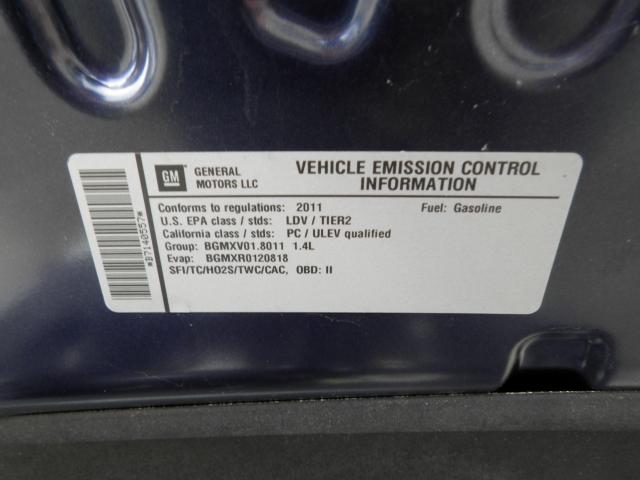 GM
GENERAL
MOTORS LLC
VEHICLE EMISSION CONTROL
INFORMATION
Conforms to regulations: 2011 Fuel: Gasoline
U.S. EPA class / stds: LDV / TIER2
California class / stds: PC / ULEV qualified
Group: BGMXV01.8011 1.4L
Evap: BGMXR0120818
SFI/TC/HO2S/TWC/CAC, OBD: II
*B7140557*